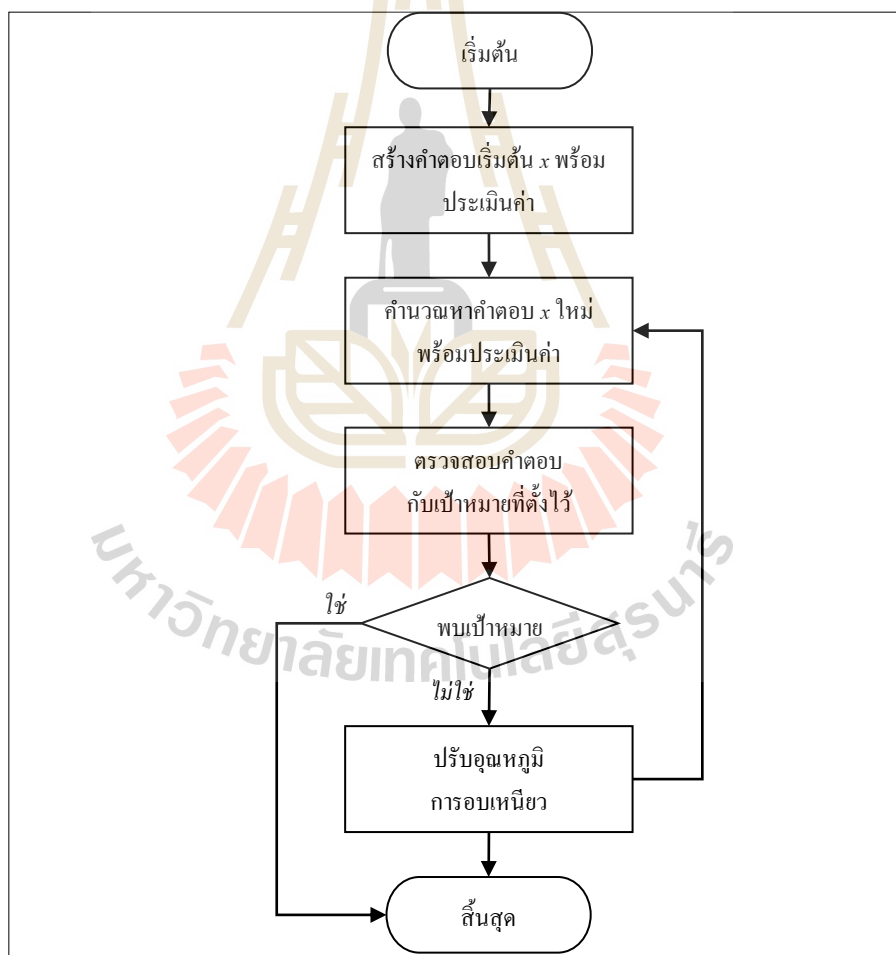 เริ่มต้น
สร้างคำตอบเริ่มต้น x พร้อม
ประเมินค่า
คำนวณหาคำตอบ x ใหม่
พร้อมประเมินค่า
ตรวจสอบคำตอบ
กับเป้าหมายที่ตั้งไว้
ใช่
พบเป้าหมาย
มหาวิทยาลัยเทคโนโลยีสุรนารี
ไม่ใช่
ปรับอุณหภูมิ
การอบเหนียว
สิ้นสุด